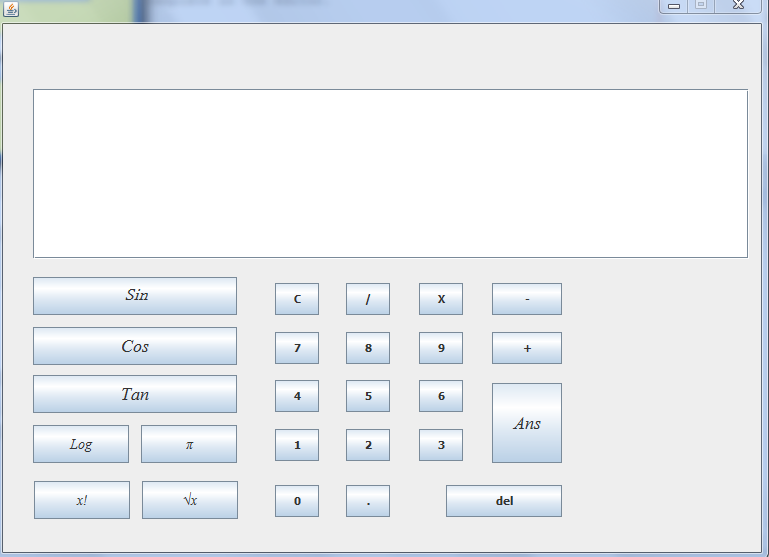 Sin
C / X -
Cos
7 8 9 +
Tan
4 5 6
Ans
Log π
1 2 3
x! √x
0 . del